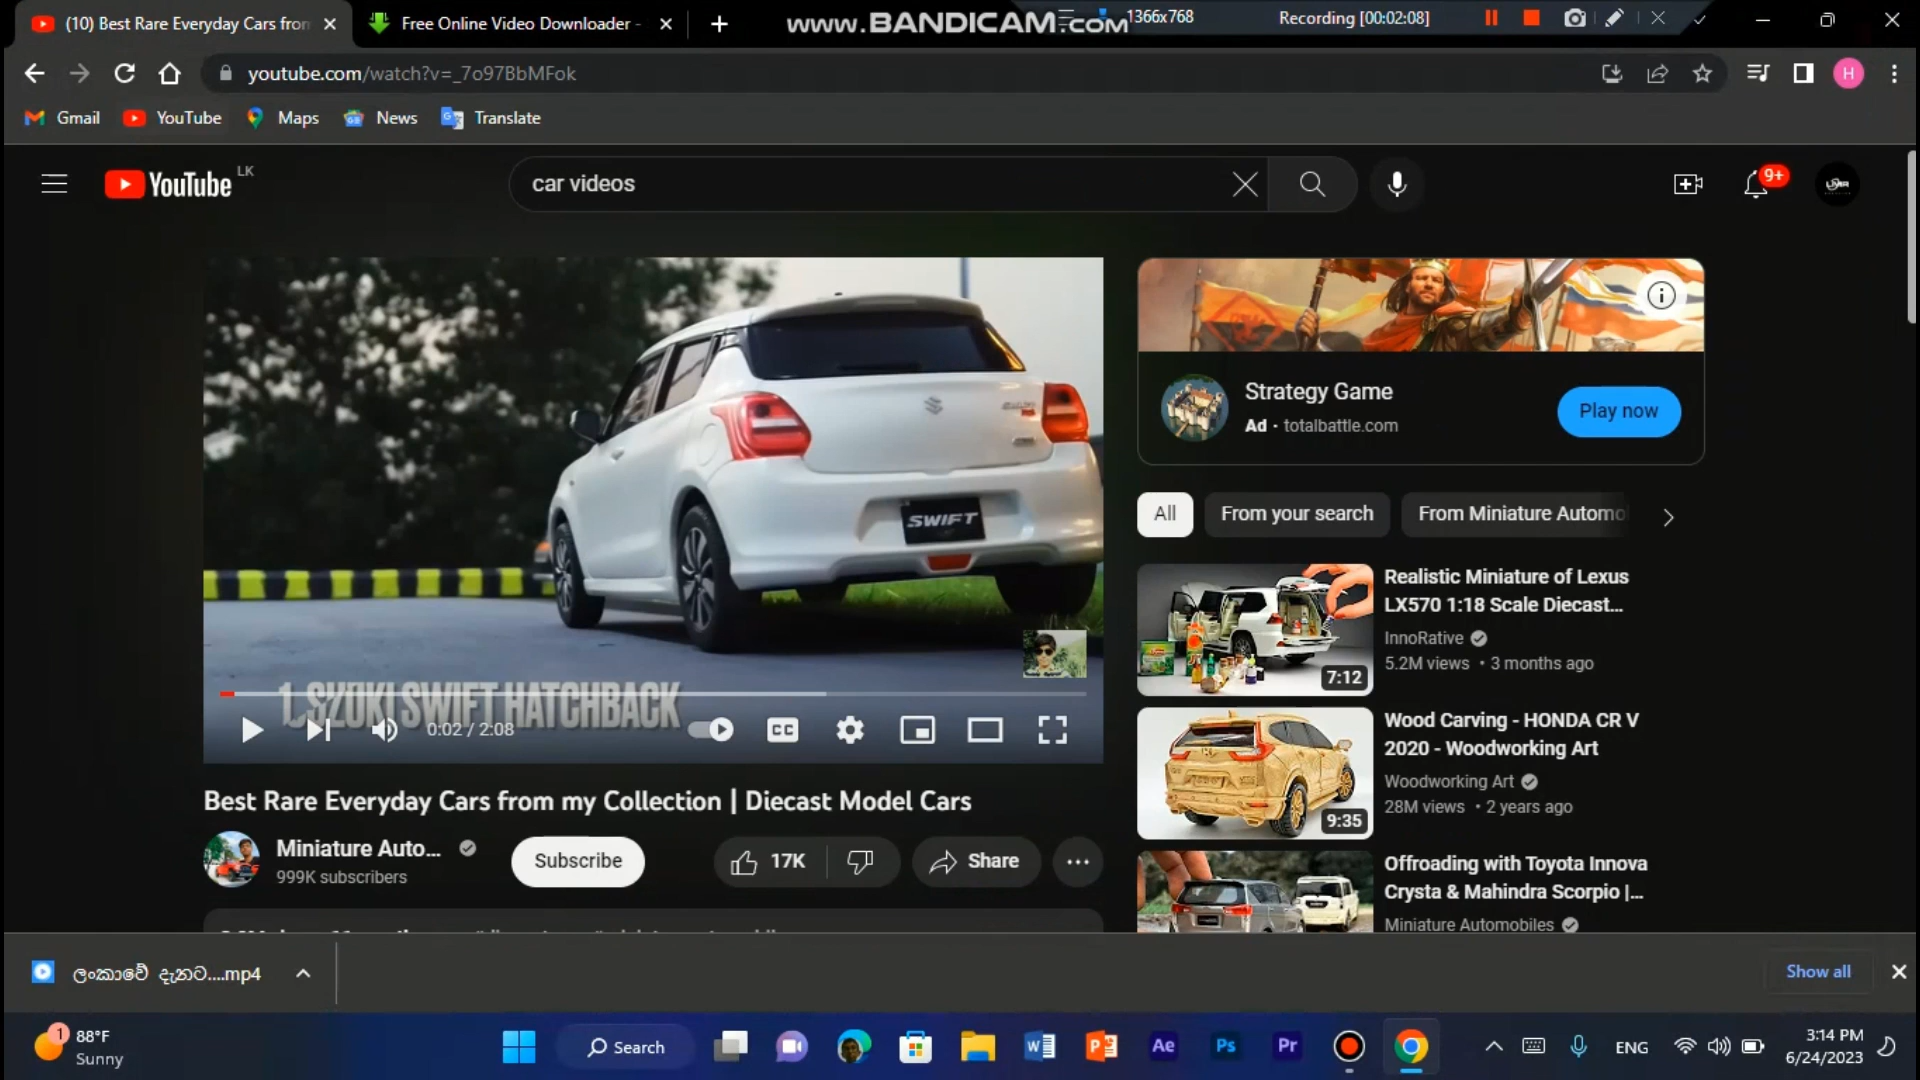 (10) Best Rare Everyday Cars from
Free Online Video Downloader -
www.BANDICAM.com
1366x768
Recording [00:02:08]
youtube.com/watch?v=_7o97BbMFok
H
Gmail
YouTube
Maps
News
Translate
YouTube LK
car videos
9+
SWIFT
1. SZUKI SWIFT HATCHBACK
0:02 / 2:08
CC
Best Rare Everyday Cars from my Collection | Diecast Model Cars
Miniature Auto...
999K subscribers
Subscribe
17K
Share
Strategy Game
Ad · totalbattle.com
Play now
All
From your search
From Miniature Automo
7:12
Realistic Miniature of Lexus
LX570 1:18 Scale Diecast...
InnoRative
5.2M views • 3 months ago
9:35
Wood Carving - HONDA CR V
2020 - Woodworking Art
Woodworking Art
28M views • 2 years ago
Offroading with Toyota Innova
Crysta & Mahindra Scorpio |...
Miniature Automobiles
ලංකාවේ දැනට....mp4
Show all
1
88°F
Sunny
Search
Ae
Ps
Pr
ENG
3:14 PM
6/24/2023